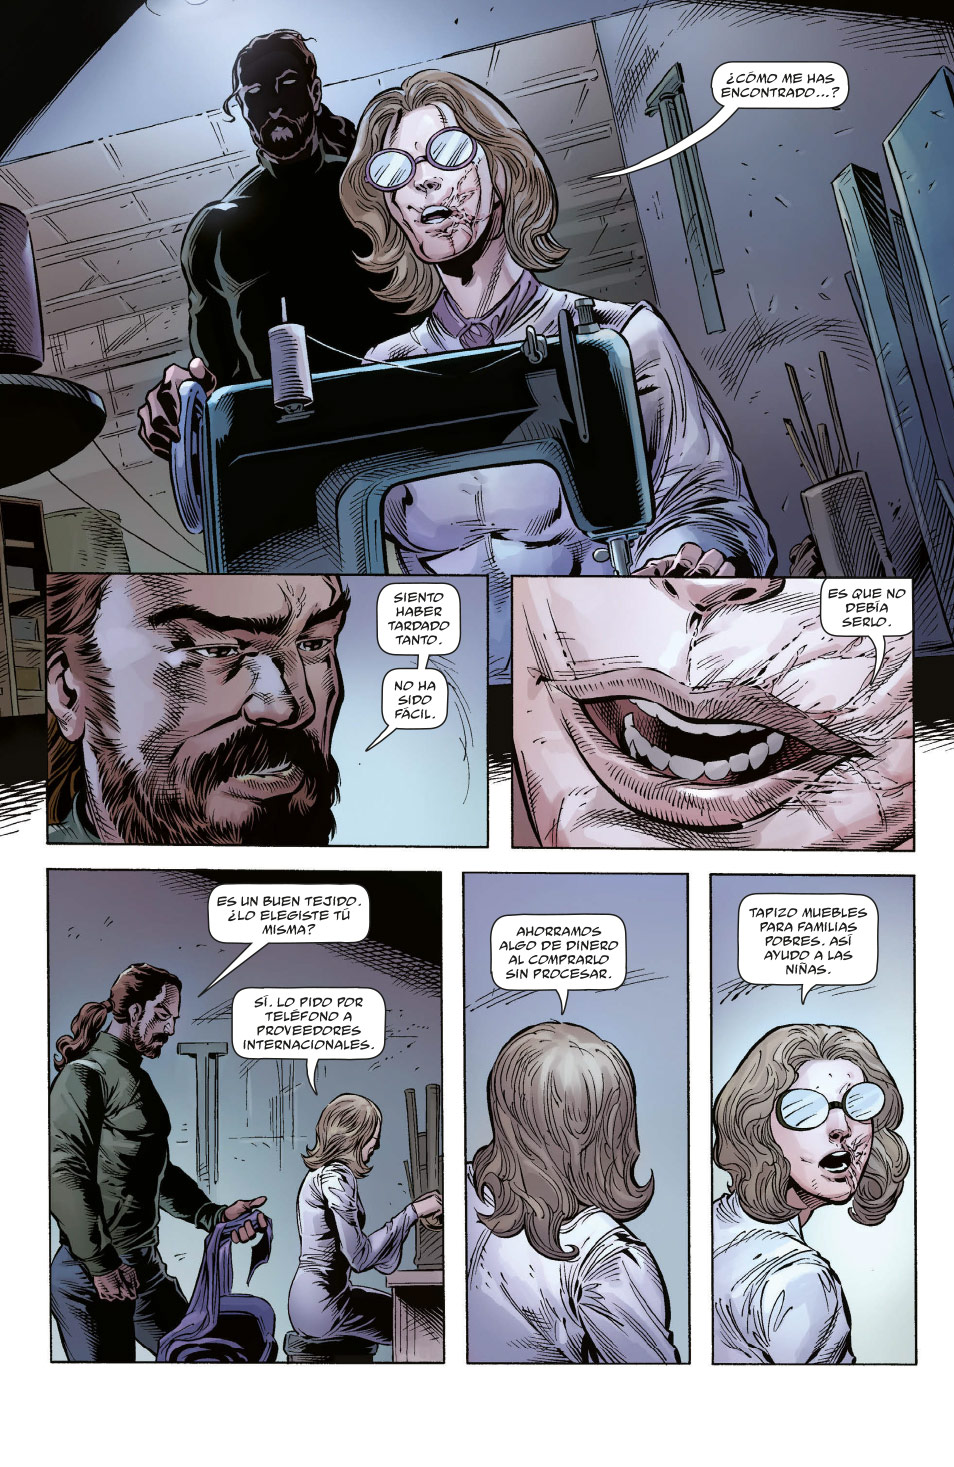 ¿CÓMO ME HAS
ENCONTRADO...?
SIENTO
HABER
TARDADO
TANTO.
NO HA
SIDO
FÁCIL.
ES QUE NO
DEBÍA
SERLO.
ES UN BUEN TEJIDO.
¿LO ELEGISTE TÚ
MISMA?
SÍ. LO PIDO POR
TELÉFONO A
PROVEEDORES
INTERNACIONALES.
AHORRAMOS
ALGO DE DINERO
AL COMPRARLO
SIN PROCESAR.
TAPIZO MUEBLES
PARA FAMILIAS
POBRES. ASÍ
AYUDO A LAS
NIÑAS.